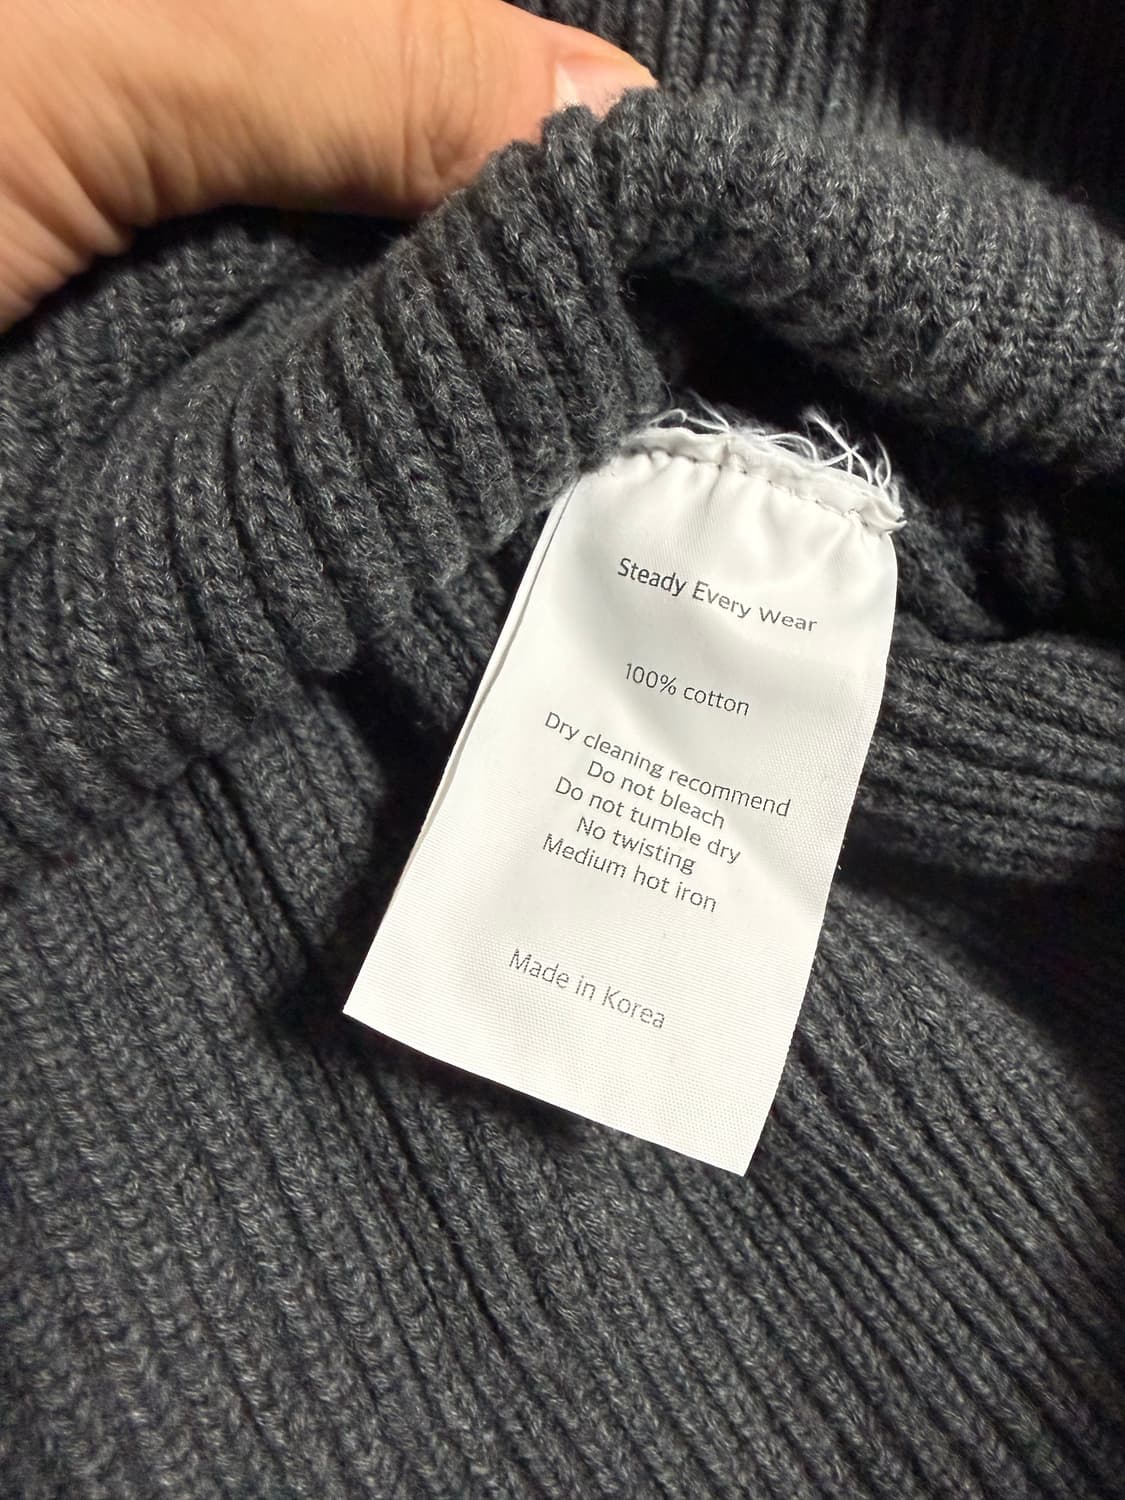 Steady Every Wear
100% cotton
Dry cleaning recommend
Do not bleach
Do not tumble dry
No twisting
Medium hot iron
Made in Korea